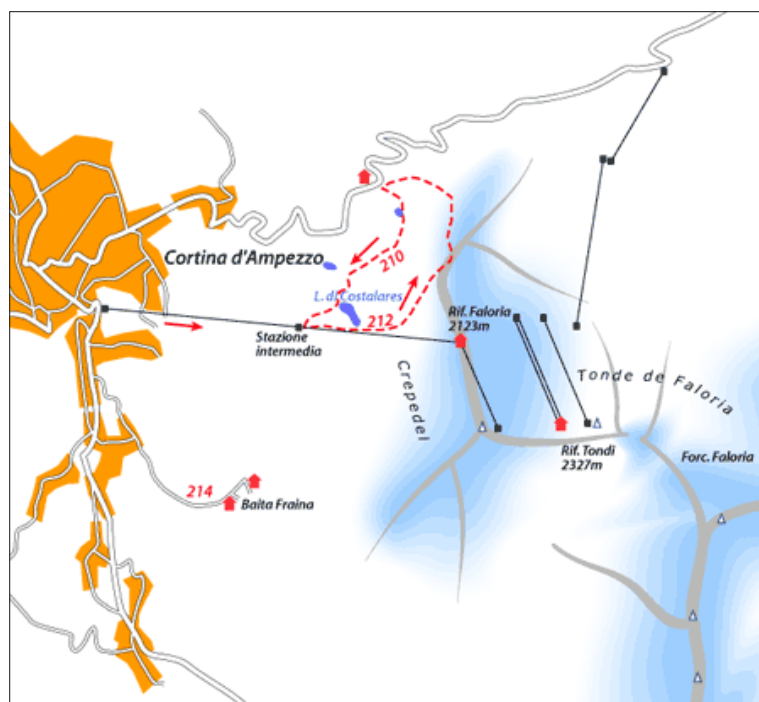 Cortina d'Ampezzo
210
L. di Costalares
212
Rif. Faloria
2123m
Stazione
intermedia
Crepedel
Tonde de Faloria
Rif. Tondi
2327m
Forc. Faloria
214
Baita Fraina